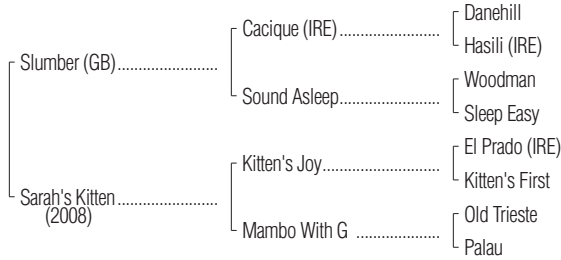 Danehill
Cacique (IRE)........................
Hasili (IRE)
Slumber (GB)........................
Woodman
Sound Asleep........................
Sleep Easy
El Prado (IRE)
Kitten's Joy............................
Kitten's First
Sarah's Kitten........................
(2008)
Old Trieste
Mambo With G ....................
Palau